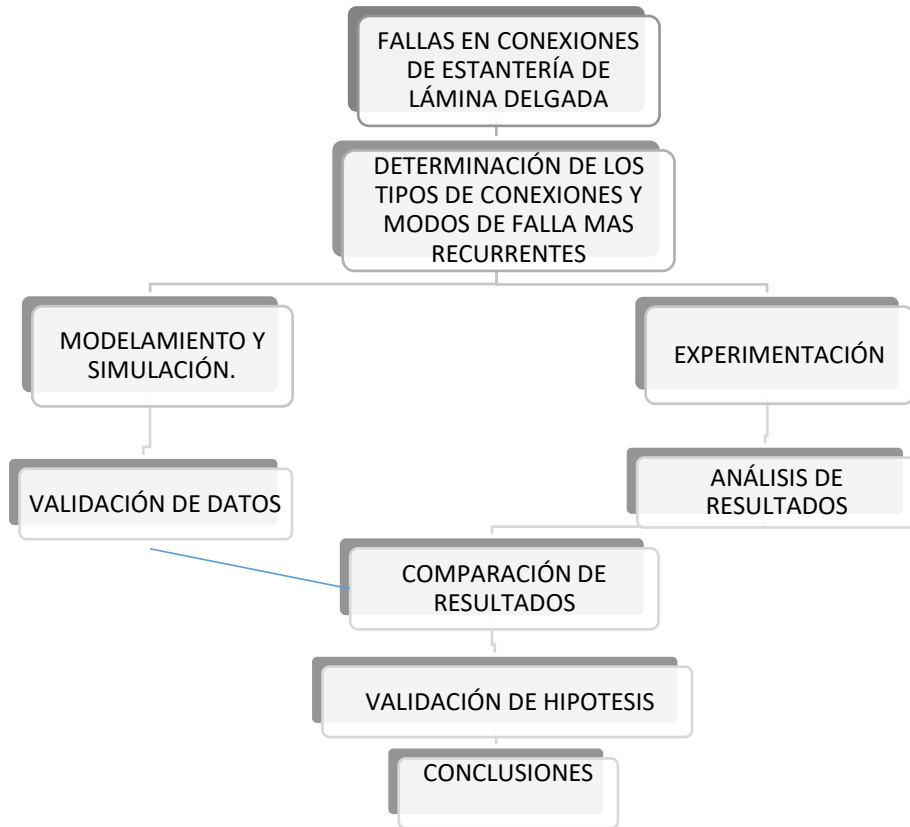 FALLAS EN CONEXIONES
DE ESTANTERÍA DE
LÁMINA DELGADA
DETERMINACIÓN DE LOS
TIPOS DE CONEXIONES Y
MODOS DE FALLA MAS
RECURRENTES
MODELAMIENTO Y
SIMULACIÓN.
EXPERIMENTACIÓN
VALIDACIÓN DE DATOS
ANÁLISIS DE
RESULTADOS
COMPARACIÓN DE
RESULTADOS
VALIDACIÓN DE HIPOTESIS
CONCLUSIONES